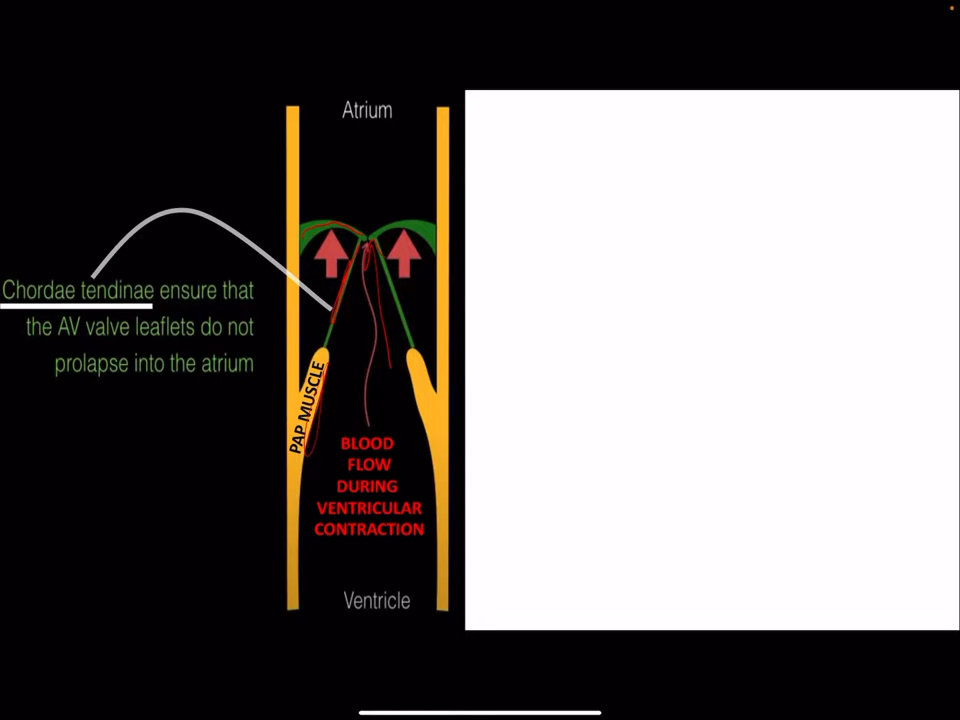 Atrium
Chordae tendinae ensure that
the AV valve leaflets do not
prolapse into the atrium
PAP MUSCLE
BLOOD
FLOW
DURING
VENTRICULAR
CONTRACTION
Ventricle